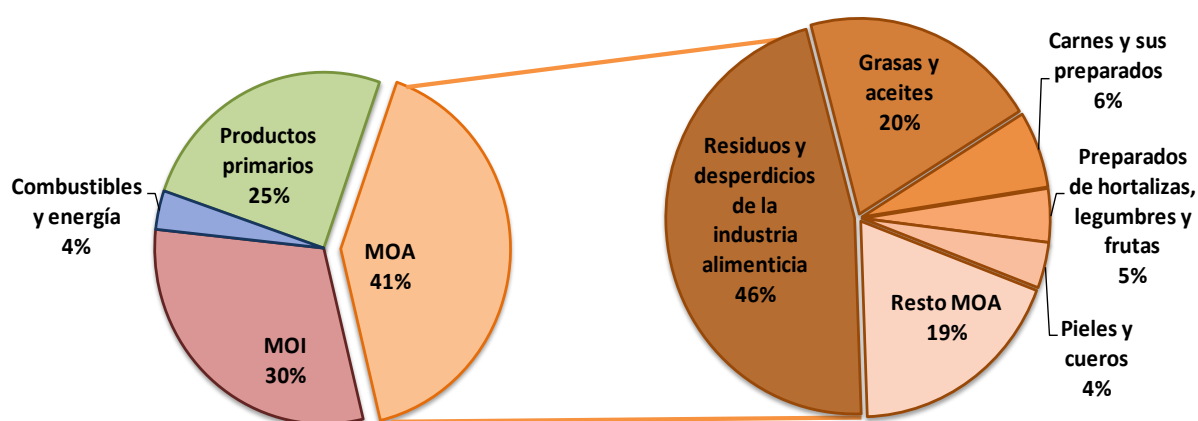 Productos
primarios
25%
Combustibles
y energía
4%
MOA
41%
MOI
30%
Grasas y
aceites
20%
Carnes y sus
preparados
6%
Residuos y
desperdicios
de la
industria
alimenticia
46%
Preparados
de hortalizas,
legumbres y
frutas
5%
Resto MOA
19%
Pieles y
cueros
4%